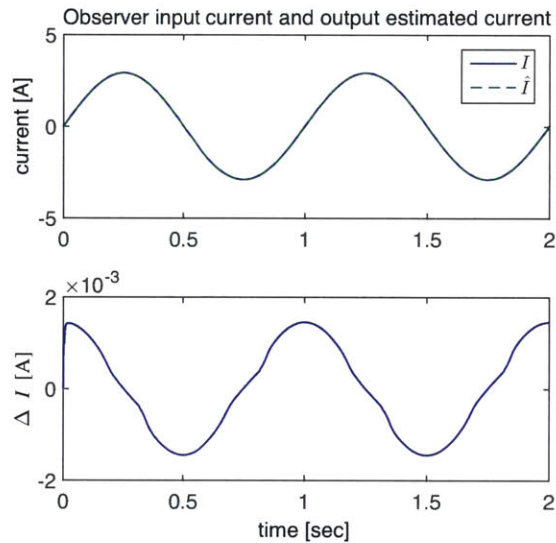 Observer input current and output estimated current
5
0
-5
current [A]
I
Î
0
0.5
1
1.5
2
×10⁻³
2
0
-2
Δ I [A]
0
0.5
1
1.5
2
time [sec]